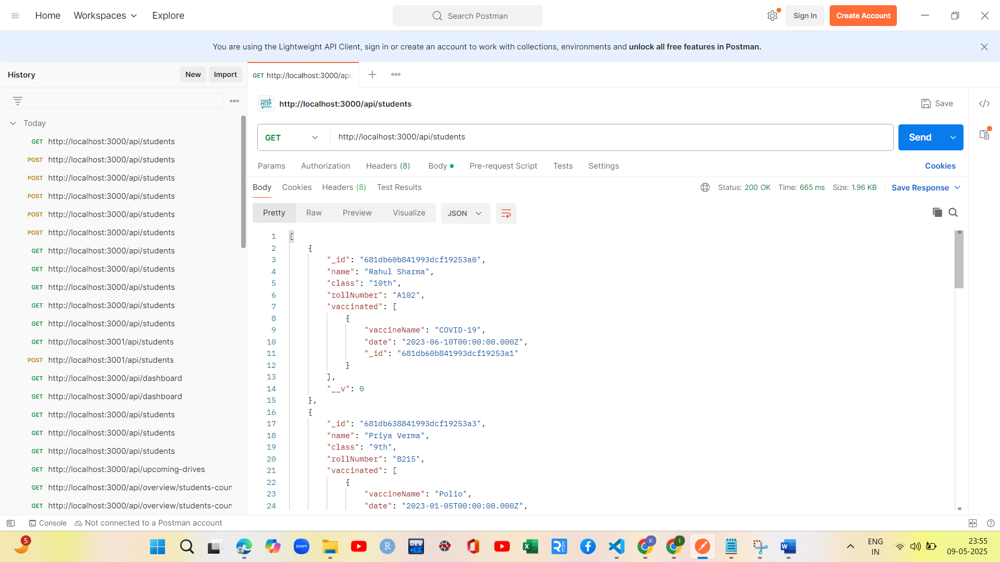 Home Workspaces Explore Search Postman Sign In Create Account
You are using the Lightweight API Client, sign in or create an account to work with collections, environments and unlock all free features in Postman.
History New Import
Today
GET http://localhost:3000/api/students
POST http://localhost:3000/api/students
POST http://localhost:3000/api/students
POST http://localhost:3000/api/students
POST http://localhost:3000/api/students
POST http://localhost:3000/api/students
GET http://localhost:3000/api/students
GET http://localhost:3000/api/students
GET http://localhost:3000/api/students
GET http://localhost:3000/api/students
GET http://localhost:3000/api/students
GET http://localhost:3001/api/students
POST http://localhost:3001/api/students
GET http://localhost:3000/api/dashboard
GET http://localhost:3000/api/dashboard
GET http://localhost:3000/api/students
GET http://localhost:3000/api/students
GET http://localhost:3000/api/students
GET http://localhost:3000/api/upcoming-drives
GET http://localhost:3000/api/overview/students-coun
GET http://localhost:3000/api/overview/students-coun
GET http://localhost:3000/api/
HTTP http://localhost:3000/api/students Save
GET http://localhost:3000/api/students Send
Params Authorization Headers (8) Body Pre-request Script Tests Settings Cookies
Body Cookies Headers (8) Test Results Status: 200 OK Time: 665 ms Size: 1.96 KB Save Response
Pretty Raw Preview Visualize JSON
1 [
2 {
3 "_id": "681db60b841993dcf19253a0",
4 "name": "Rahul Sharma",
5 "class": "10th",
6 "rollNumber": "A102",
7 "vaccinated": [
8 {
9 "vaccineName": "COVID-19",
10 "date": "2023-06-10T00:00:00.000Z",
11 "_id": "681db60b841993dcf19253a1"
12 }
13 ],
14 "__v": 0
15 },
16 {
17 "_id": "681db638841993dcf19253a3",
18 "name": "Priya Verma",
19 "class": "9th",
20 "rollNumber": "B215",
21 "vaccinated": [
22 {
23 "vaccineName": "Polio",
24 "date": "2023-01-05T00:00:00.000Z",
Console Not connected to a Postman account
5 zoom R DEV C++ R VNC K I W ENG 23:55
IN 09-05-2025